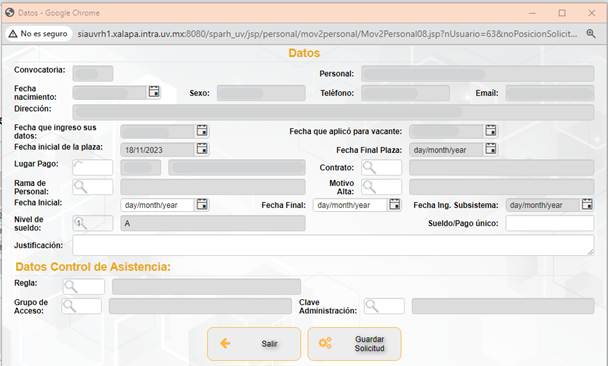 Datos - Google Chrome
No es seguro siauvrh1.xalapa.intra.uv.mx:8080/sparh_uv/jsp/personal/mov2personal/Mov2Personal08.jsp?nUsuario=63&noPosicionSolicit...
Datos
Convocatoria: Personal:
Fecha nacimiento: Sexo: Teléfono: Email:
Dirección:
Fecha que ingreso sus datos: Fecha que aplicó para vacante:
Fecha inicial de la plaza: 18/11/2023 Fecha Final Plaza: day/month/year
Lugar Pago: Contrato:
Rama de Personal: Motivo Alta:
Fecha Inicial: day/month/year Fecha Final: day/month/year Fecha Ing. Subsistema: day/month/year
Nivel de sueldo: 1 A Sueldo/Pago único:
Justificación:
Datos Control de Asistencia:
Regla:
Grupo de Acceso: Clave Administración:
Salir Guardar Solicitud